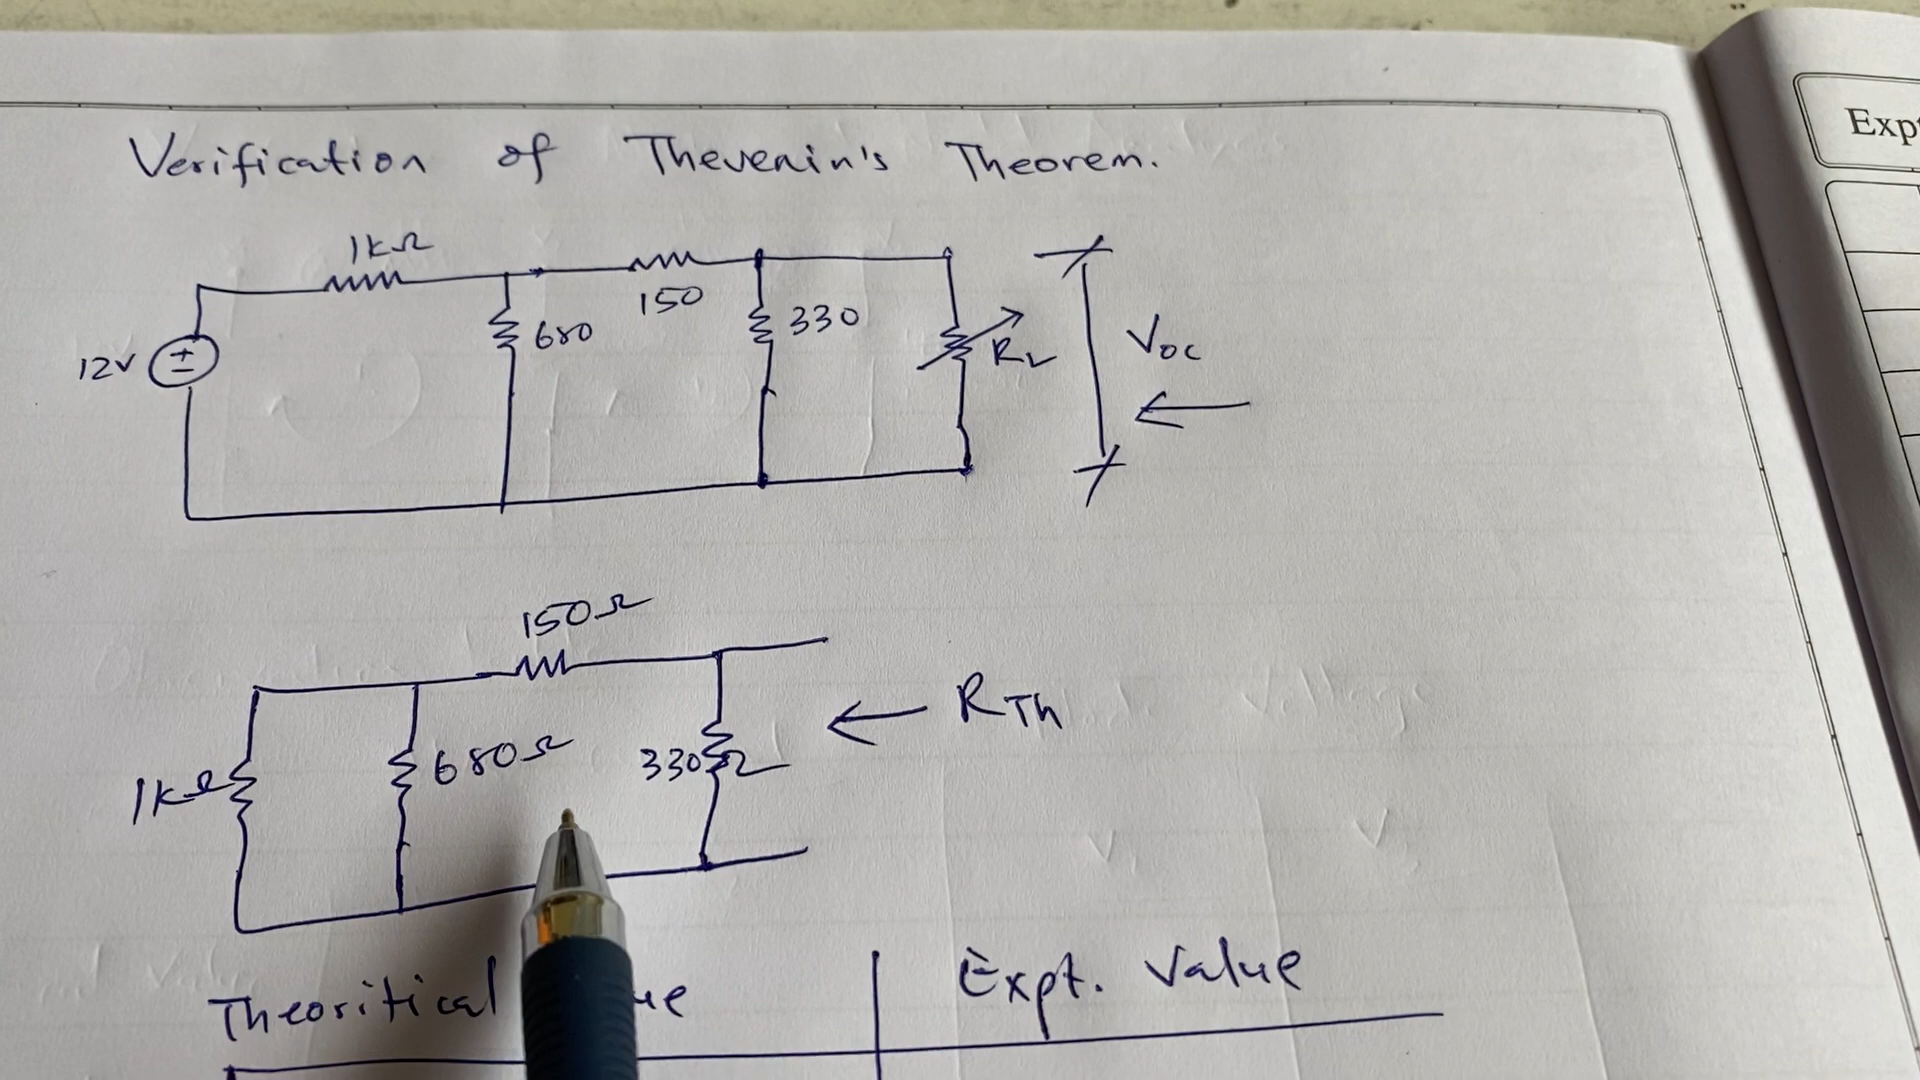 Verification of Thevenin's Theorem.
1kΩ
150
680
330
12V
RL
Voc
150Ω
1kΩ
680Ω
330Ω
RTh
Theoritical
Expt. Value
Expt